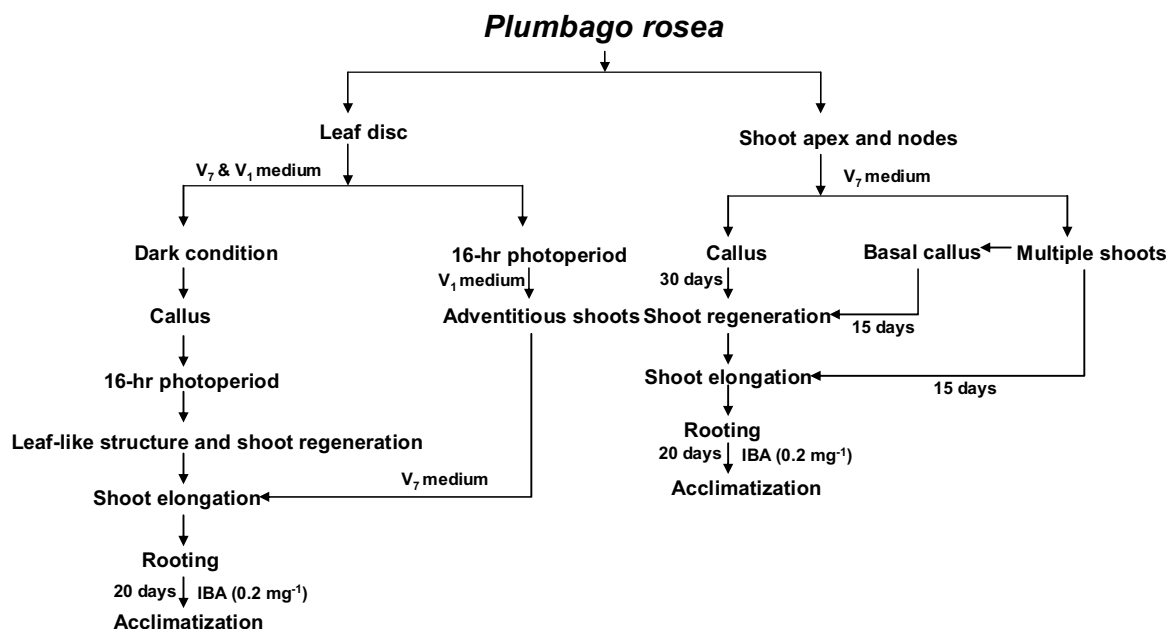 Plumbago rosea
Leaf disc
Shoot apex and nodes
V₇ & V₁ medium
V₇ medium
Dark condition
16-hr photoperiod
Callus
Basal callus
Multiple shoots
V₁ medium
30 days
Callus
Adventitious shoots
Shoot regeneration
15 days
16-hr photoperiod
Shoot elongation
15 days
Leaf-like structure and shoot regeneration
Rooting
20 days
IBA (0.2 mg⁻¹)
V₇ medium
Shoot elongation
Acclimatization
Rooting
20 days
IBA (0.2 mg⁻¹)
Acclimatization